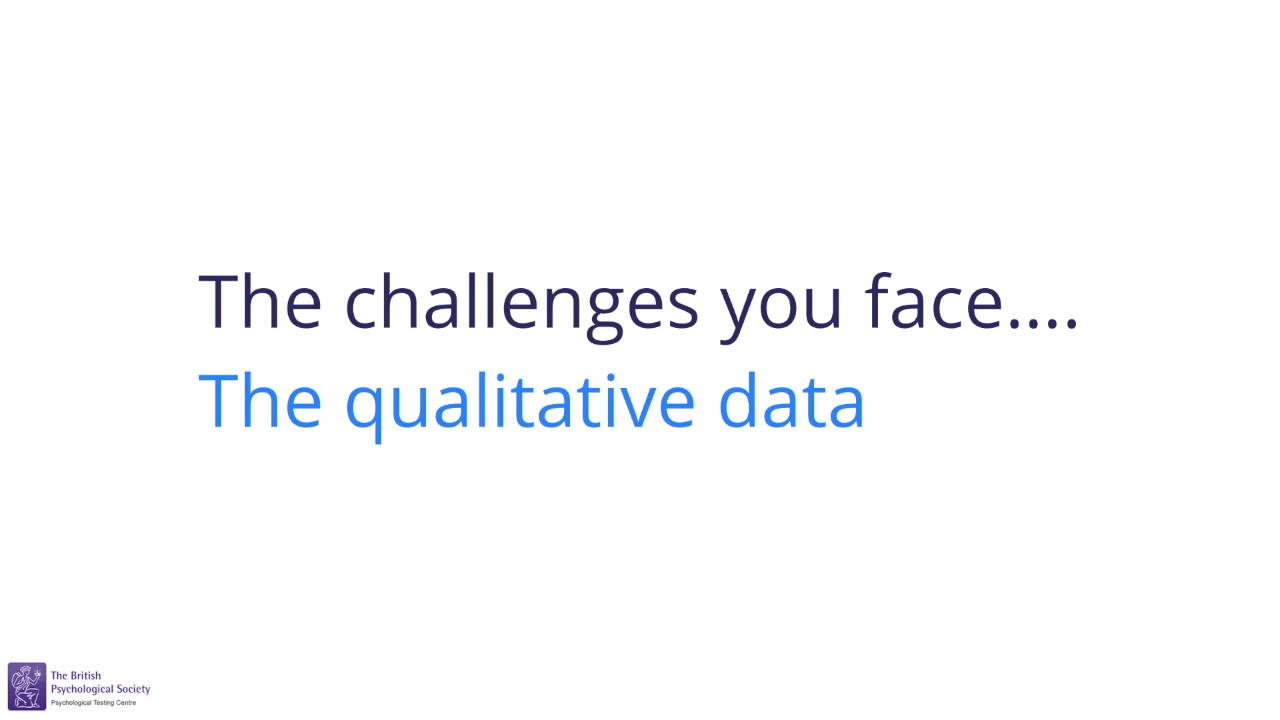 The challenges you face....
The qualitative data
The British
Psychological Society
Psychological Testing Centre